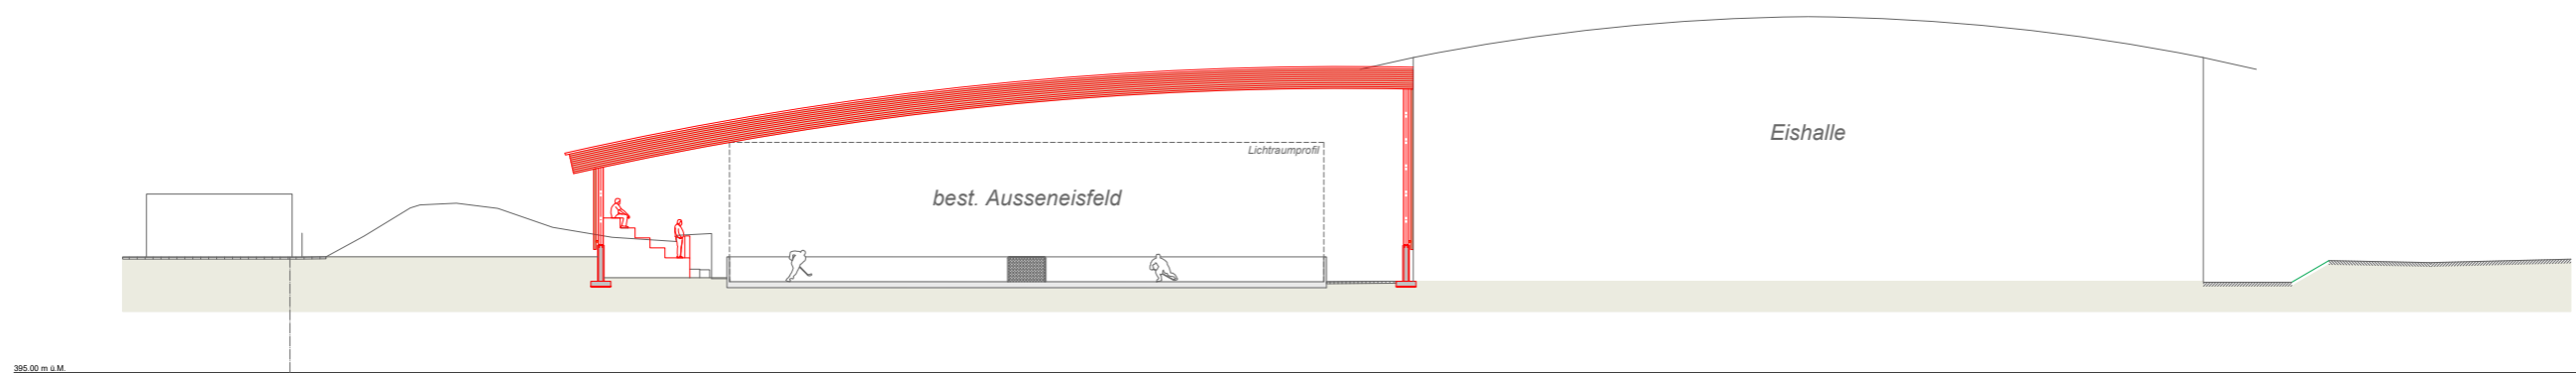 Eishalle
Lichtraumprofil
best. Ausseneisfeld
395.00 m ü.M.